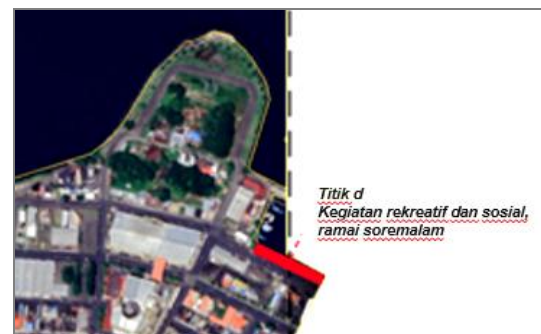 Titik d
Kegiatan rekreatif dan sosial,
ramai soremalam